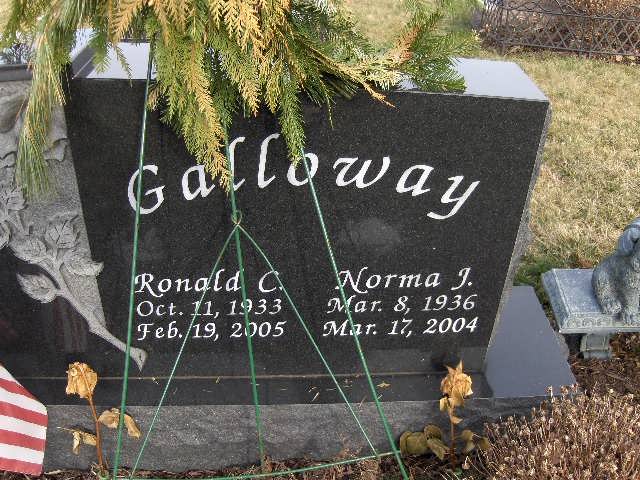 Galloway
Ronald C.
Oct. 11, 1933
Feb. 19, 2005
Norma J.
Mar. 8, 1936
Mar. 17, 2004